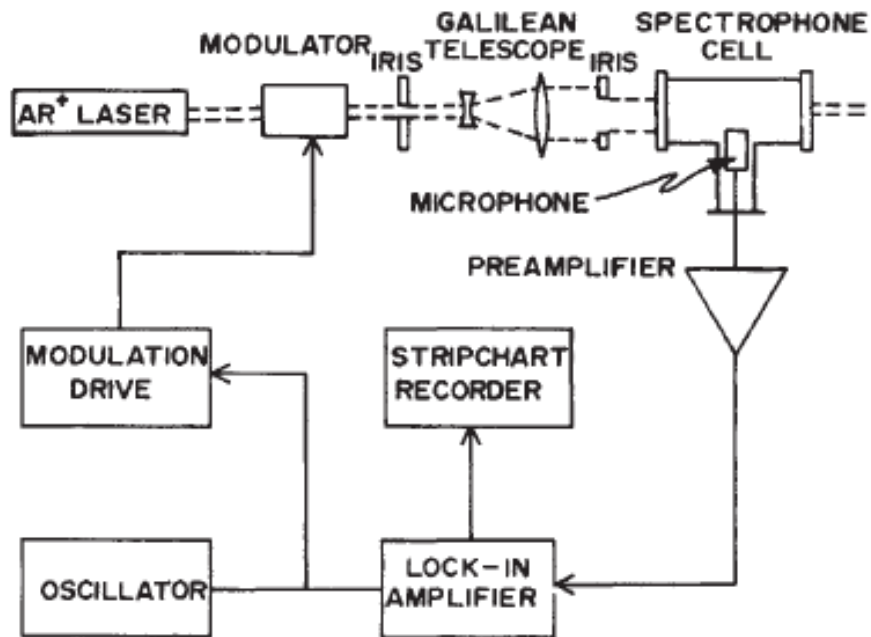 MODULATOR
IRIS
GALILEAN
TELESCOPE
IRIS
SPECTROPHONE
CELL
AR+ LASER
MICROPHONE
PREAMPLIFIER
MODULATION
DRIVE
STRIPCHART
RECORDER
OSCILLATOR
LOCK-IN
AMPLIFIER